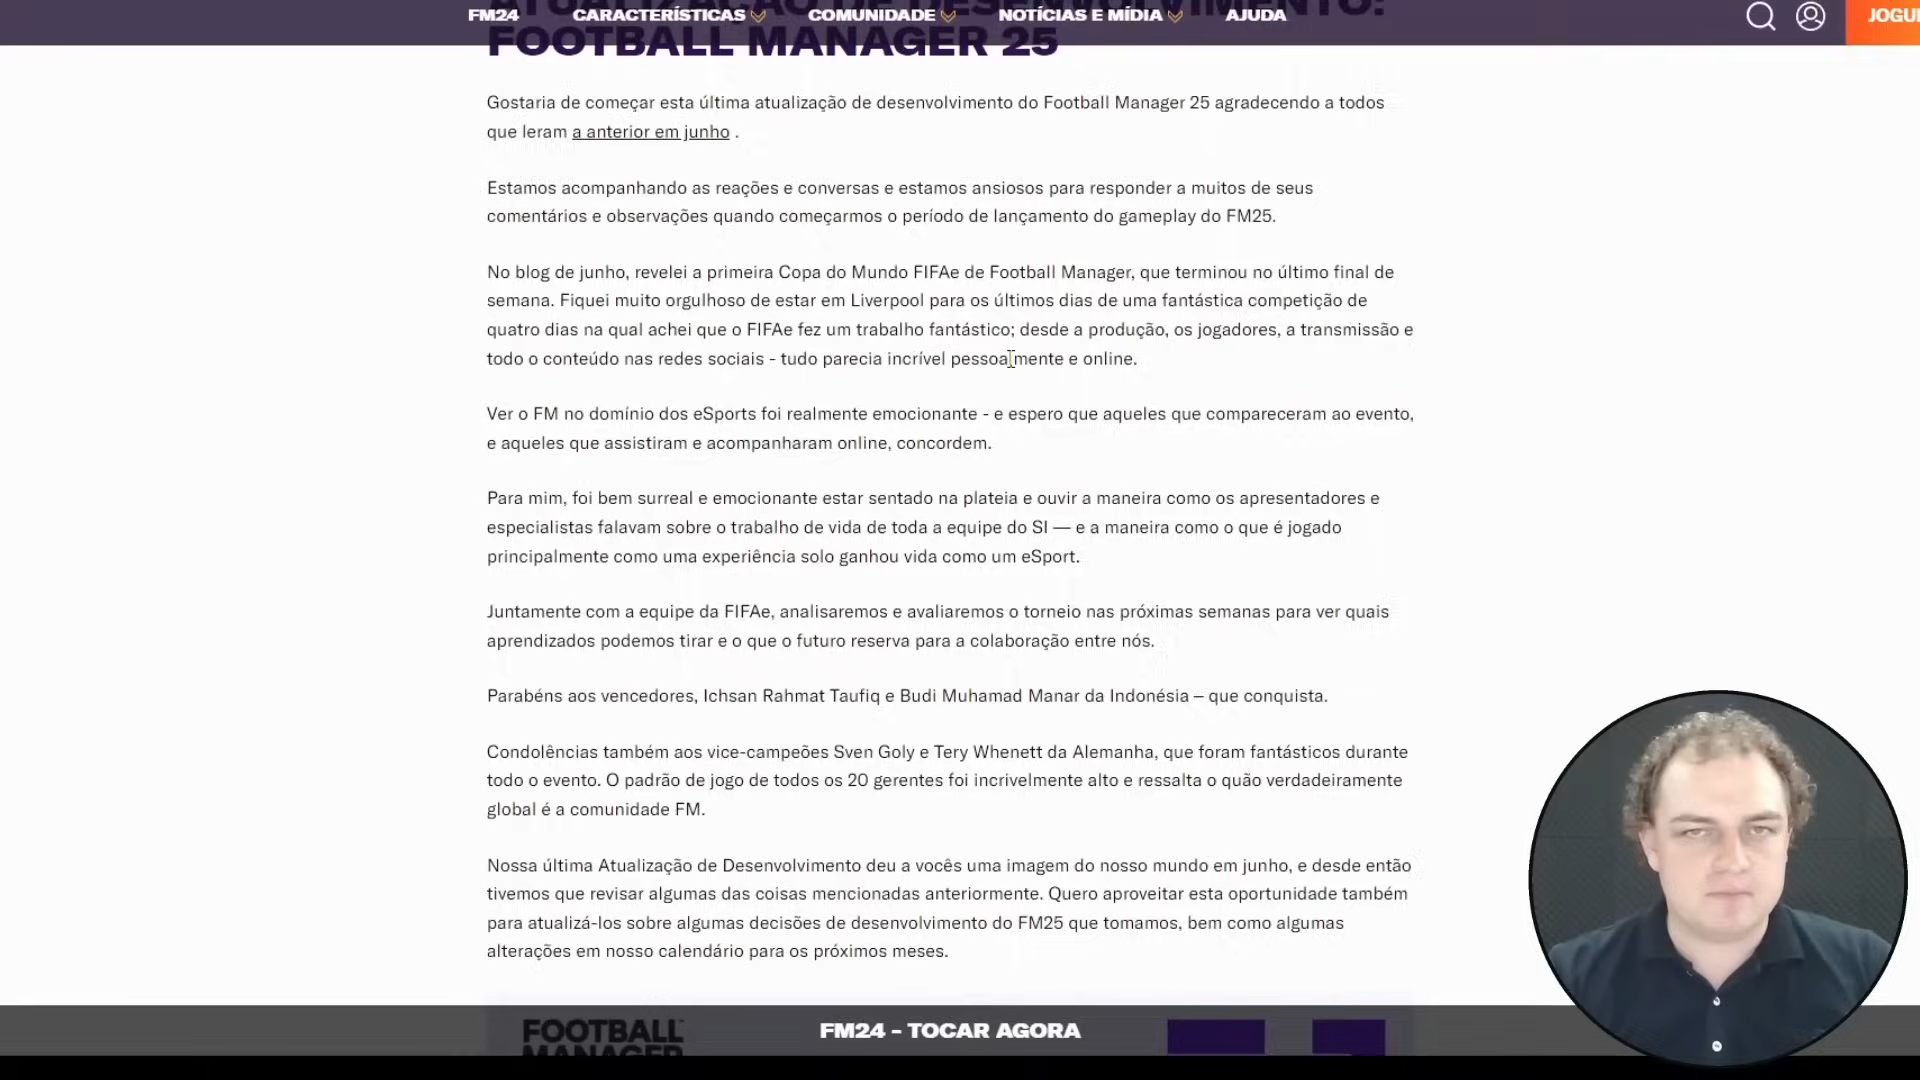 FM24 CARACTERÍSTICAS COMUNIDADE NOTÍCIAS E MÍDIA AJUDA
ATUALIZAÇÃO DE DESENVOLVIMENTO:
FOOTBALL MANAGER 25
Gostaria de começar esta última atualização de desenvolvimento do Football Manager 25 agradecendo a todos
que leram a anterior em junho .
Estamos acompanhando as reações e conversas e estamos ansiosos para responder a muitos de seus
comentários e observações quando começarmos o período de lançamento do gameplay do FM25.
No blog de junho, revelei a primeira Copa do Mundo FIFAe de Football Manager, que terminou no último final de
semana. Fiquei muito orgulhoso de estar em Liverpool para os últimos dias de uma fantástica competição de
quatro dias na qual achei que o FIFAe fez um trabalho fantástico; desde a produção, os jogadores, a transmissão e
todo o conteúdo nas redes sociais - tudo parecia incrível pessoalmente e online.
Ver o FM no domínio dos eSports foi realmente emocionante - e espero que aqueles que compareceram ao evento,
e aqueles que assistiram e acompanharam online, concordem.
Para mim, foi bem surreal e emocionante estar sentado na plateia e ouvir a maneira como os apresentadores e
especialistas falavam sobre o trabalho de vida de toda a equipe do SI — e a maneira como o que é jogado
principalmente como uma experiência solo ganhou vida como um eSport.
Juntamente com a equipe da FIFAe, analisaremos e avaliaremos o torneio nas próximas semanas para ver quais
aprendizados podemos tirar e o que o futuro reserva para a colaboração entre nós.
Parabéns aos vencedores, Ichsan Rahmat Taufiq e Budi Muhamad Manar da Indonésia – que conquista.
Condolências também aos vice-campeões Sven Goly e Tery Whenett da Alemanha, que foram fantásticos durante
todo o evento. O padrão de jogo de todos os 20 gerentes foi incrivelmente alto e ressalta o quão verdadeiramente
global é a comunidade FM.
Nossa última Atualização de Desenvolvimento deu a vocês uma imagem do nosso mundo em junho, e desde então
tivemos que revisar algumas das coisas mencionadas anteriormente. Quero aproveitar esta oportunidade também
para atualizá-los sobre algumas decisões de desenvolvimento do FM25 que tomamos, bem como algumas
alterações em nosso calendário para os próximos meses.
FOOTBALL
MANAGER
FM24 - TOCAR AGORA